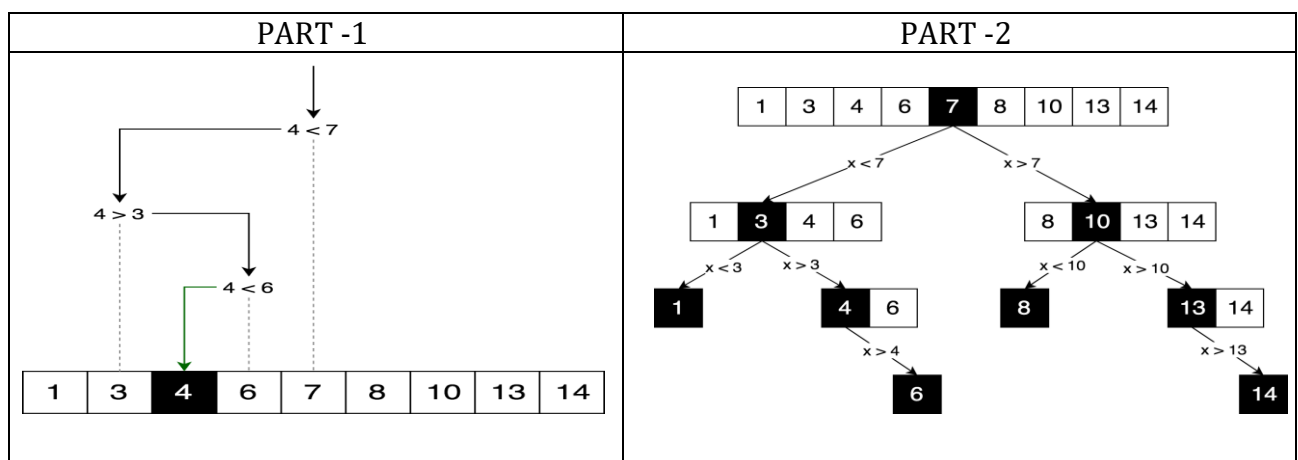 PART -1
4 < 7
4 > 3
4 < 6
1 3 4 6 7 8 10 13 14
PART -2
1 3 4 6 7 8 10 13 14
x < 7 x > 7
1 3 4 6 8 10 13 14
x < 3 x > 3 x < 10 x > 10
1 4 6 8 13 14
x > 4 x > 13
6 14